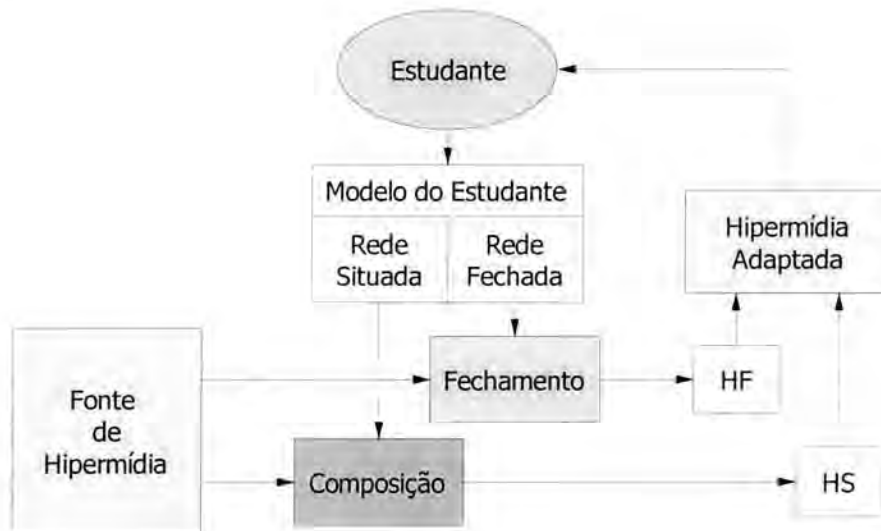 Estudante
Modelo do Estudante
Rede
Situada
Rede
Fechada
Hipermídia
Adaptada
Fonte
de
Hipermídia
Fechamento
HF
Composição
HS